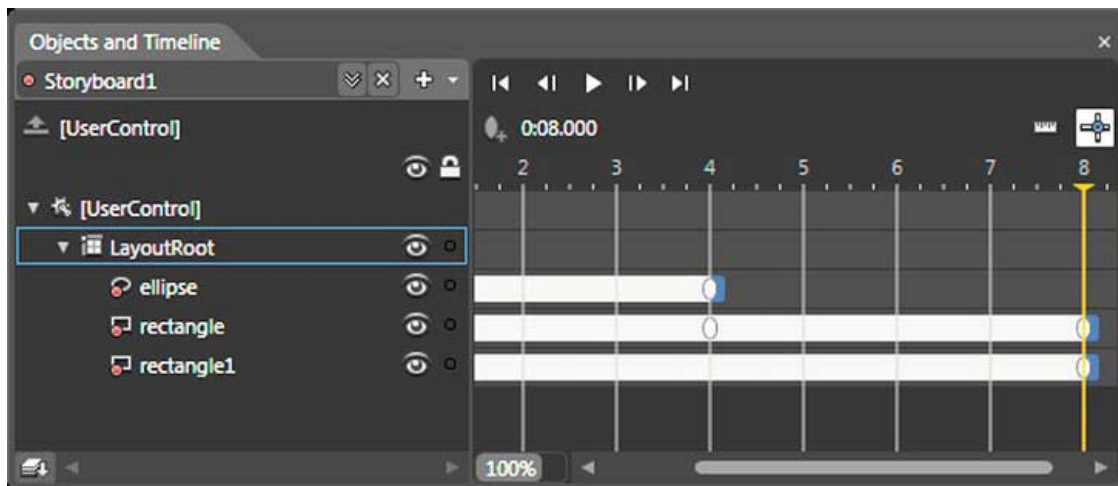 Objects and Timeline
Storyboard1
[UserControl]
0:08.000
2 3 4 5 6 7 8
[UserControl]
LayoutRoot
ellipse
rectangle
rectangle1
100%